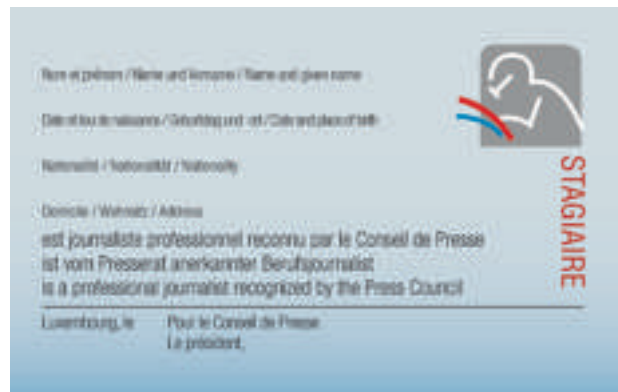 Nom et prénom / Name und Vorname / Name and given name
Date et lieu de naissance / Geburtstag und -ort / Date and place of birth
Nationalité / Nationalität / Nationality
Domicile / Wohnsitz / Address
est journaliste professionnel reconnu par le Conseil de Presse
ist vom Presserat anerkannter Berufsjournalist
is a professional journalist recognized by the Press Council
Luxembourg, le Pour le Conseil de Presse
Le président,
STAGIAIRE